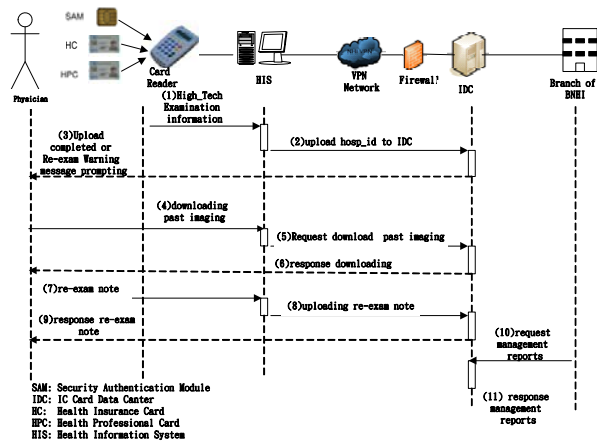 SAM
HC
HPC
Physician
Card
Reader
HIS
VPN
Network
Firewall?
IDC
Branch of
BNHI
(1)High_Tech
Examination
information
(2)upload hosp_id to IDC
(3)Upload
completed or
Re-exam Warning
message prompting
(4)downloading
past imaging
(5)Request download past imaging
(6)response downloading
(7)re-exam note
(8)uploading re-exam note
(9)response re-exam
note
(10)request
management
reports
(11) response
management
reports
SAM: Security Authentication Module
IDC: IC Card Data Canter
HC: Health Insurance Card
HPC: Health Professional Card
HIS: Health Information System